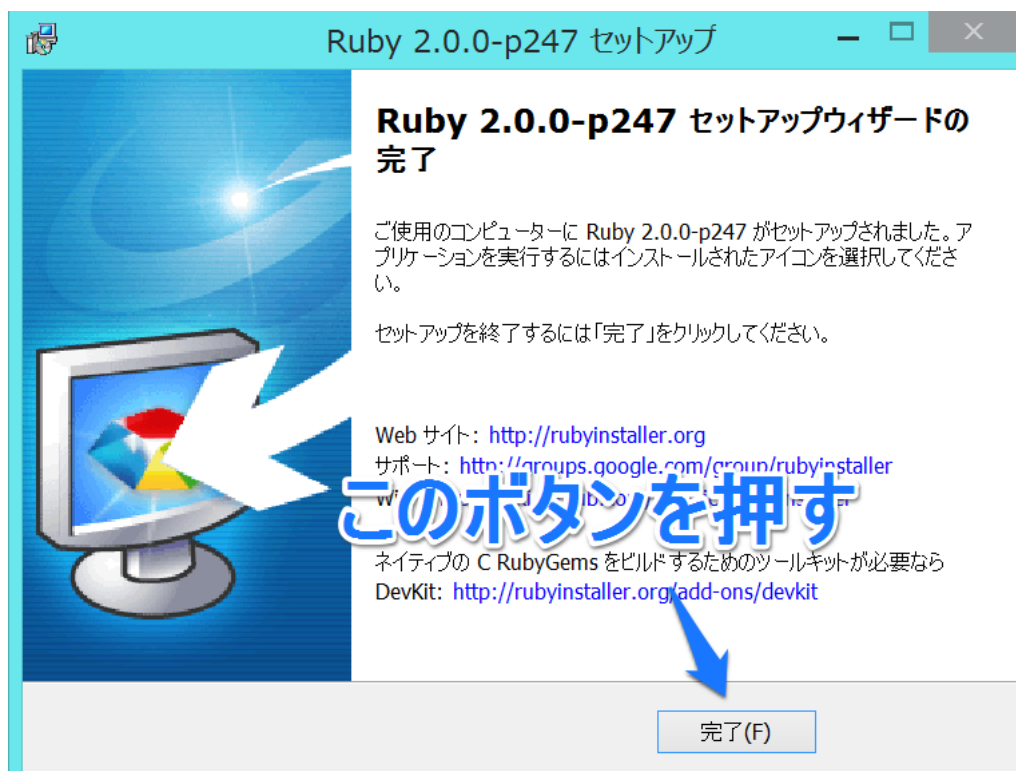 Ruby 2.0.0-p247 セットアップ
Ruby 2.0.0-p247 セットアップウィザードの
完了
ご使用のコンピューターに Ruby 2.0.0-p247 がセットアップされました。ア
プリケーションを実行するにはインストールされたアイコンを選択してくださ
い。
セットアップを終了するには「完了」をクリックしてください。
Web サイト: http://rubyinstaller.org
サポート: http://groups.google.com/group/rubyinstaller
このボタンを押す
ネイティブの C RubyGems をビルドするためのツールキットが必要なら
DevKit: http://rubyinstaller.org/add-ons/devkit
完了(F)